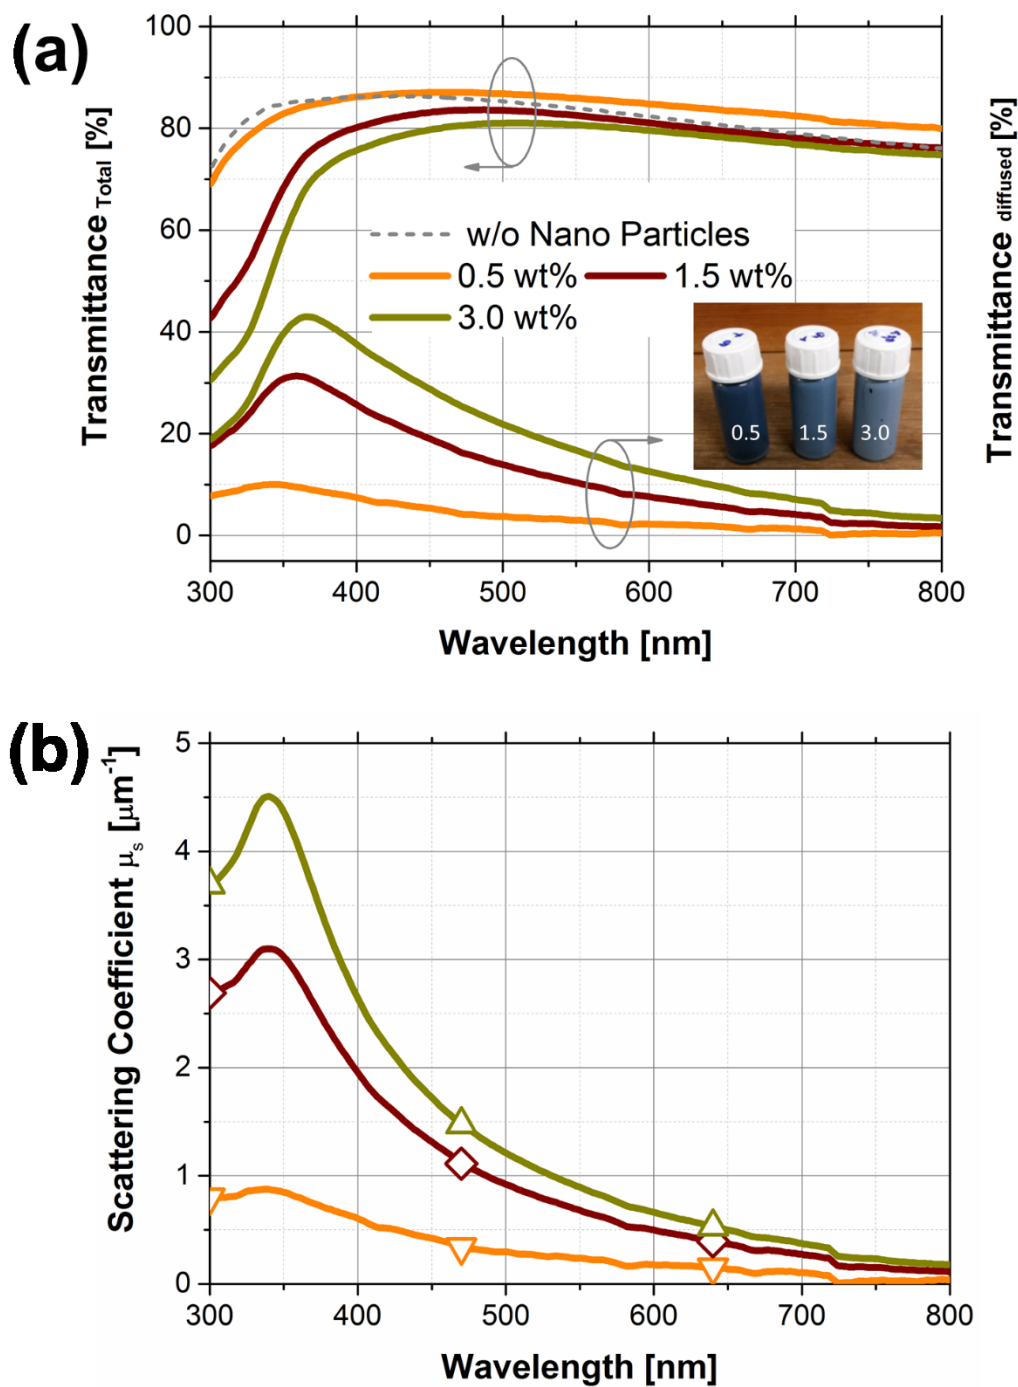 (a)
100
80
60
40
20
0
Transmittance Total [%]
Transmittance diffused [%]
w/o Nano Particles
0.5 wt% 1.5 wt%
3.0 wt%
0.5 1.5 3.0
300 400 500 600 700 800
Wavelength [nm]
(b)
5
4
3
2
1
0
Scattering Coefficient μs [μm-1]
300 400 500 600 700 800
Wavelength [nm]